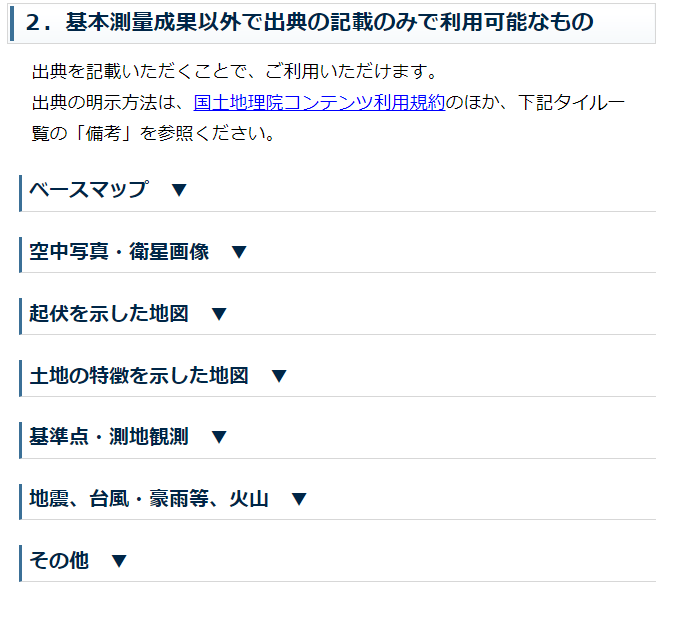 ２．基本測量成果以外で出典の記載のみで利用可能なもの
出典を記載いただくことで、ご利用いただけます。
出典の明示方法は、国土地理院コンテンツ利用規約のほか、下記タイル一
覧の「備考」を参照ください。
ベースマップ　▼
空中写真・衛星画像　▼
起伏を示した地図　▼
土地の特徴を示した地図　▼
基準点・測地観測　▼
地震、台風・豪雨等、火山　▼
その他　▼